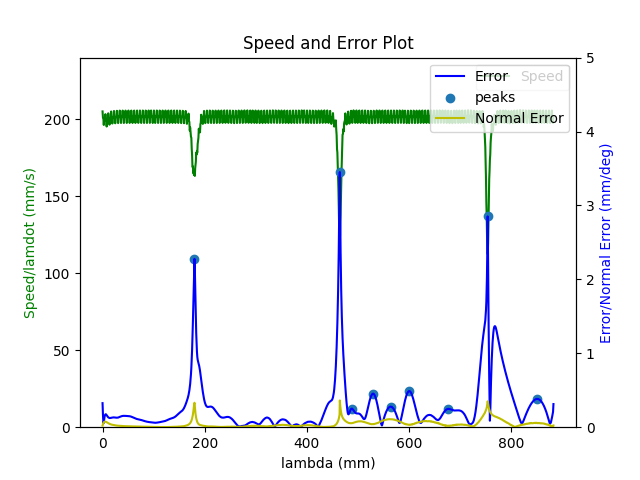 Speed and Error Plot
Speed/lamdot (mm/s)
200
150
100
50
0
5
4
3
2
1
0
Error/Normal Error (mm/deg)
Error
peaks
Normal Error
Speed
0
200
400
600
800
lambda (mm)